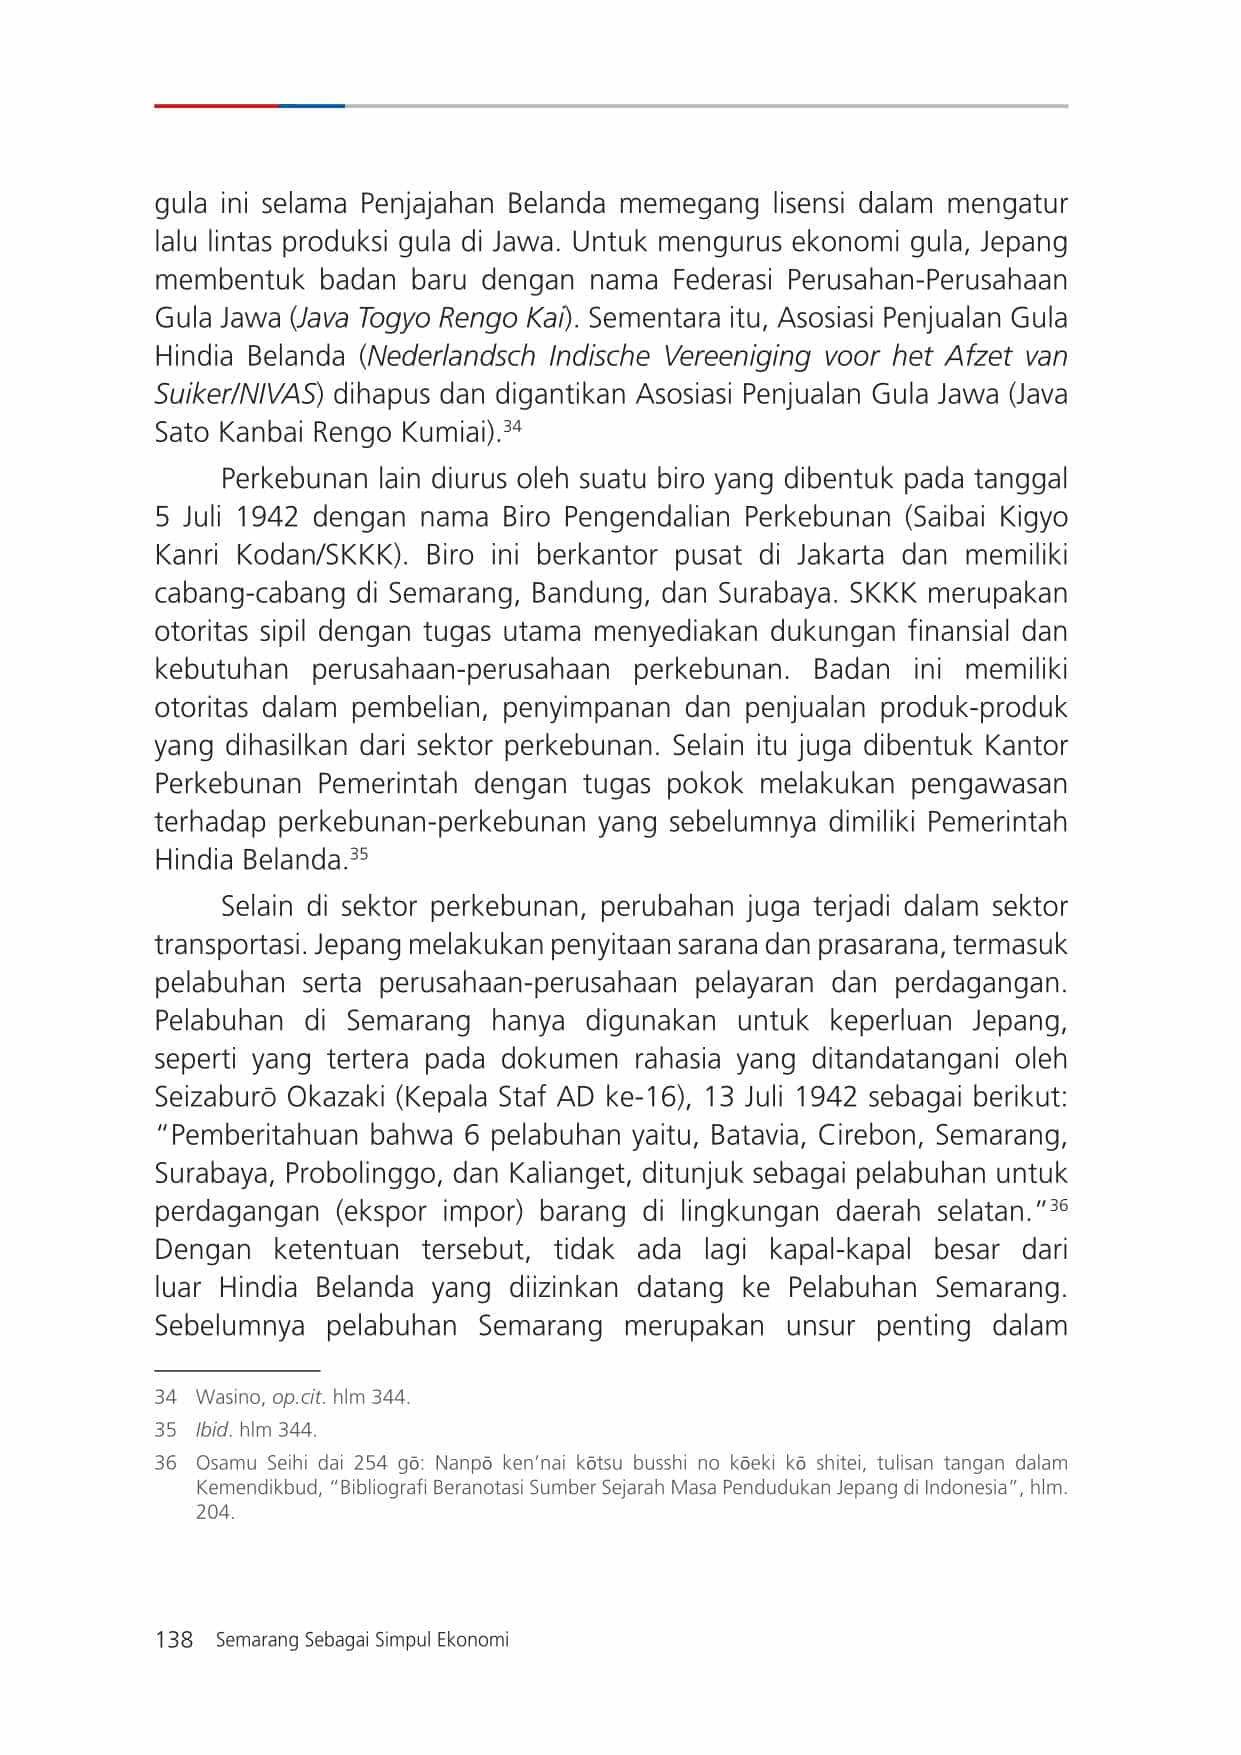 gula ini selama Penjajahan Belanda memegang lisensi dalam mengatur
lalu lintas produksi gula di Jawa. Untuk mengurus ekonomi gula, Jepang
membentuk badan baru dengan nama Federasi Perusahan-Perusahaan
Gula Jawa (Java Togyo Rengo Kai). Sementara itu, Asosiasi Penjualan Gula
Hindia Belanda (Nederlandsch Indische Vereeniging voor het Afzet van
Suiker/NIVAS) dihapus dan digantikan Asosiasi Penjualan Gula Jawa (Java
Sato Kanbai Rengo Kumiai).34
Perkebunan lain diurus oleh suatu biro yang dibentuk pada tanggal
5 Juli 1942 dengan nama Biro Pengendalian Perkebunan (Saibai Kigyo
Kanri Kodan/SKKK). Biro ini berkantor pusat di Jakarta dan memiliki
cabang-cabang di Semarang, Bandung, dan Surabaya. SKKK merupakan
otoritas sipil dengan tugas utama menyediakan dukungan finansial dan
kebutuhan perusahaan-perusahaan perkebunan. Badan ini memiliki
otoritas dalam pembelian, penyimpanan dan penjualan produk-produk
yang dihasilkan dari sektor perkebunan. Selain itu juga dibentuk Kantor
Perkebunan Pemerintah dengan tugas pokok melakukan pengawasan
terhadap perkebunan-perkebunan yang sebelumnya dimiliki Pemerintah
Hindia Belanda.35
Selain di sektor perkebunan, perubahan juga terjadi dalam sektor
transportasi. Jepang melakukan penyitaan sarana dan prasarana, termasuk
pelabuhan serta perusahaan-perusahaan pelayaran dan perdagangan.
Pelabuhan di Semarang hanya digunakan untuk keperluan Jepang,
seperti yang tertera pada dokumen rahasia yang ditandatangani oleh
Seizaburō Okazaki (Kepala Staf AD ke-16), 13 Juli 1942 sebagai berikut:
“Pemberitahuan bahwa 6 pelabuhan yaitu, Batavia, Cirebon, Semarang,
Surabaya, Probolinggo, dan Kalianget, ditunjuk sebagai pelabuhan untuk
perdagangan (ekspor impor) barang di lingkungan daerah selatan.”36
Dengan ketentuan tersebut, tidak ada lagi kapal-kapal besar dari
luar Hindia Belanda yang diizinkan datang ke Pelabuhan Semarang.
Sebelumnya pelabuhan Semarang merupakan unsur penting dalam
34 Wasino, op.cit. hlm 344.
35 Ibid. hlm 344.
36 Osamu Seihi dai 254 gō: Nanpō ken’nai kōtsu busshi no kōeki kō shitei, tulisan tangan dalam
Kemendikbud, “Bibliografi Beranotasi Sumber Sejarah Masa Pendudukan Jepang di Indonesia”, hlm.
204.
138 Semarang Sebagai Simpul Ekonomi